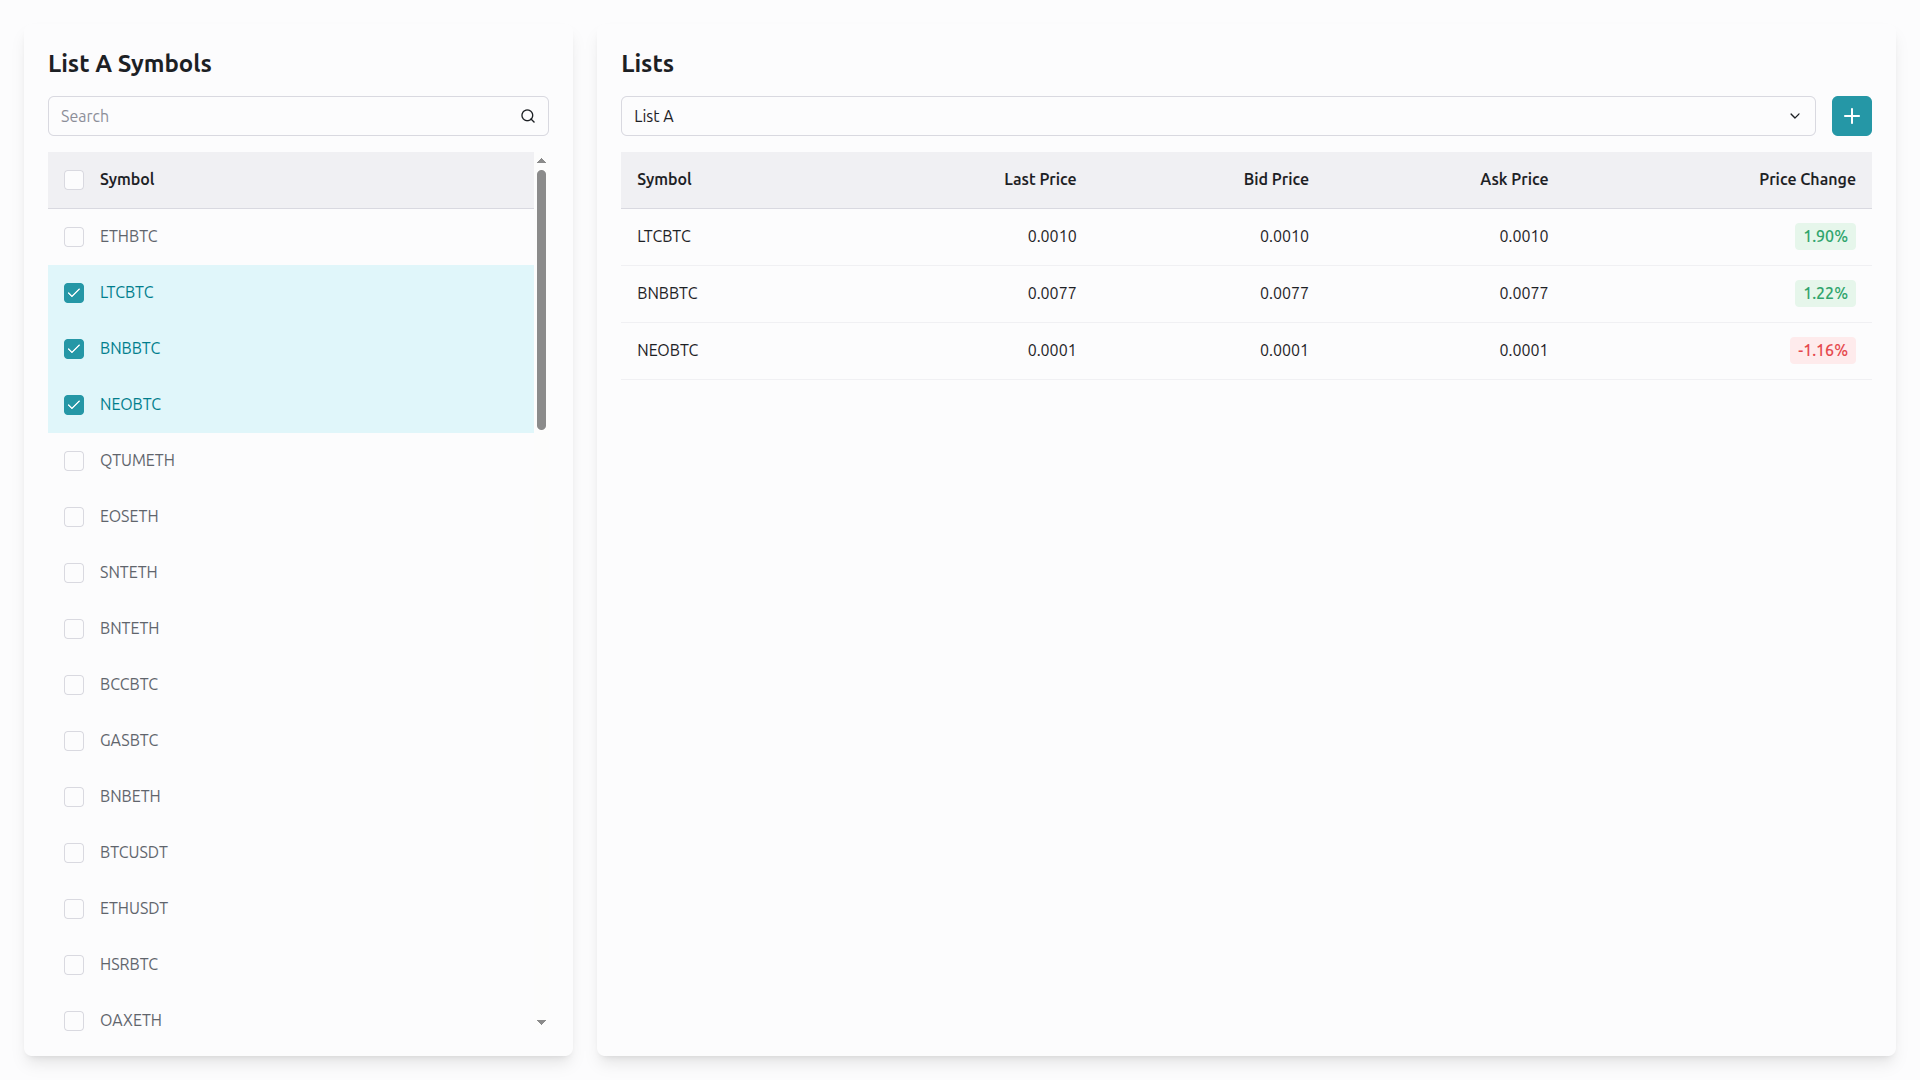 List A Symbols
Search
Symbol
ETHBTC
LTCBTC
BNBBTC
NEOBTC
QTUMETH
EOSETH
SNTETH
BNTETH
BCCBTC
GASBTC
BNBETH
BTCUSDT
ETHUSDT
HSRBTC
OAXETH
Lists
List A
Symbol Last Price Bid Price Ask Price Price Change
LTCBTC 0.0010 0.0010 0.0010 1.90%
BNBBTC 0.0077 0.0077 0.0077 1.22%
NEOBTC 0.0001 0.0001 0.0001 -1.16%